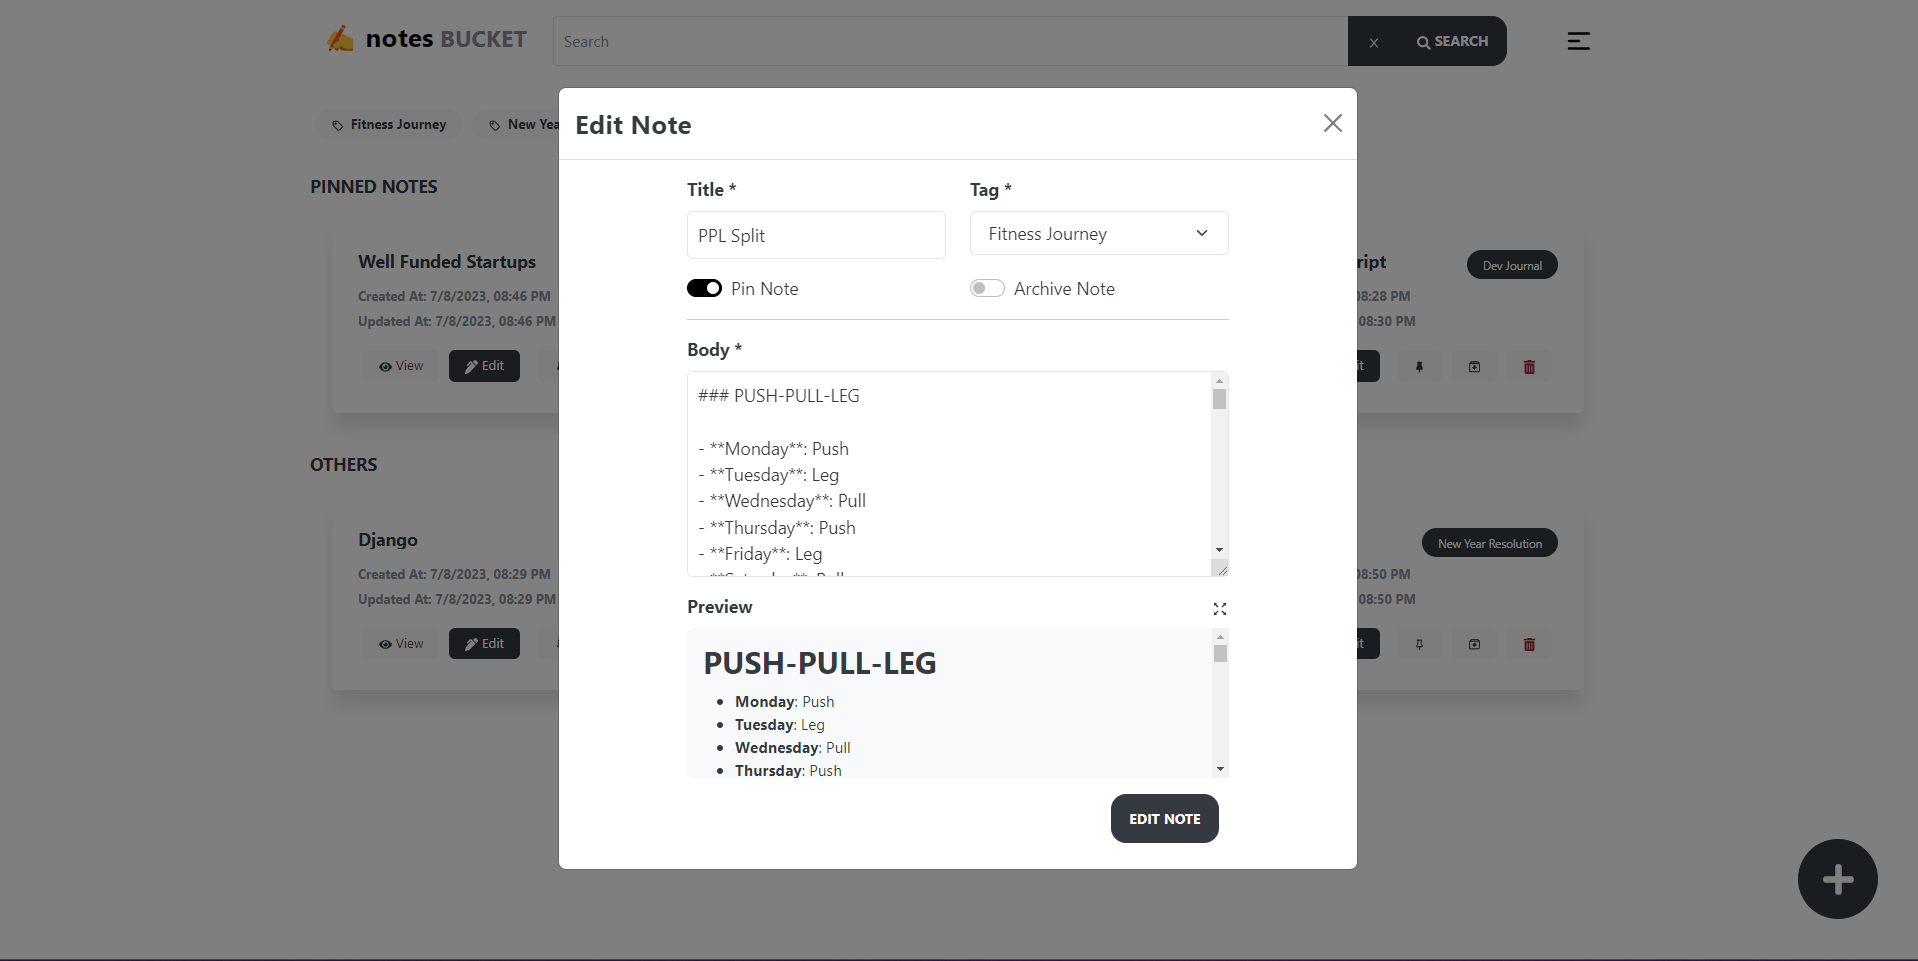 notes BUCKET
Search
x
SEARCH
Fitness Journey
New Yea
PINNED NOTES
Well Funded Startups
Created At: 7/8/2023, 08:46 PM
Updated At: 7/8/2023, 08:46 PM
View
Edit
ript
Dev Journal
08:28 PM
08:30 PM
it
OTHERS
Django
Created At: 7/8/2023, 08:29 PM
Updated At: 7/8/2023, 08:29 PM
View
Edit
New Year Resolution
08:50 PM
08:50 PM
it
Edit Note
Title *
Tag *
PPL Split
Fitness Journey
Pin Note
Archive Note
Body *
### PUSH-PULL-LEG
- **Monday**: Push
- **Tuesday**: Leg
- **Wednesday**: Pull
- **Thursday**: Push
- **Friday**: Leg
- **Saturday**: Pull
Preview
PUSH-PULL-LEG
• Monday: Push
• Tuesday: Leg
• Wednesday: Pull
• Thursday: Push
EDIT NOTE